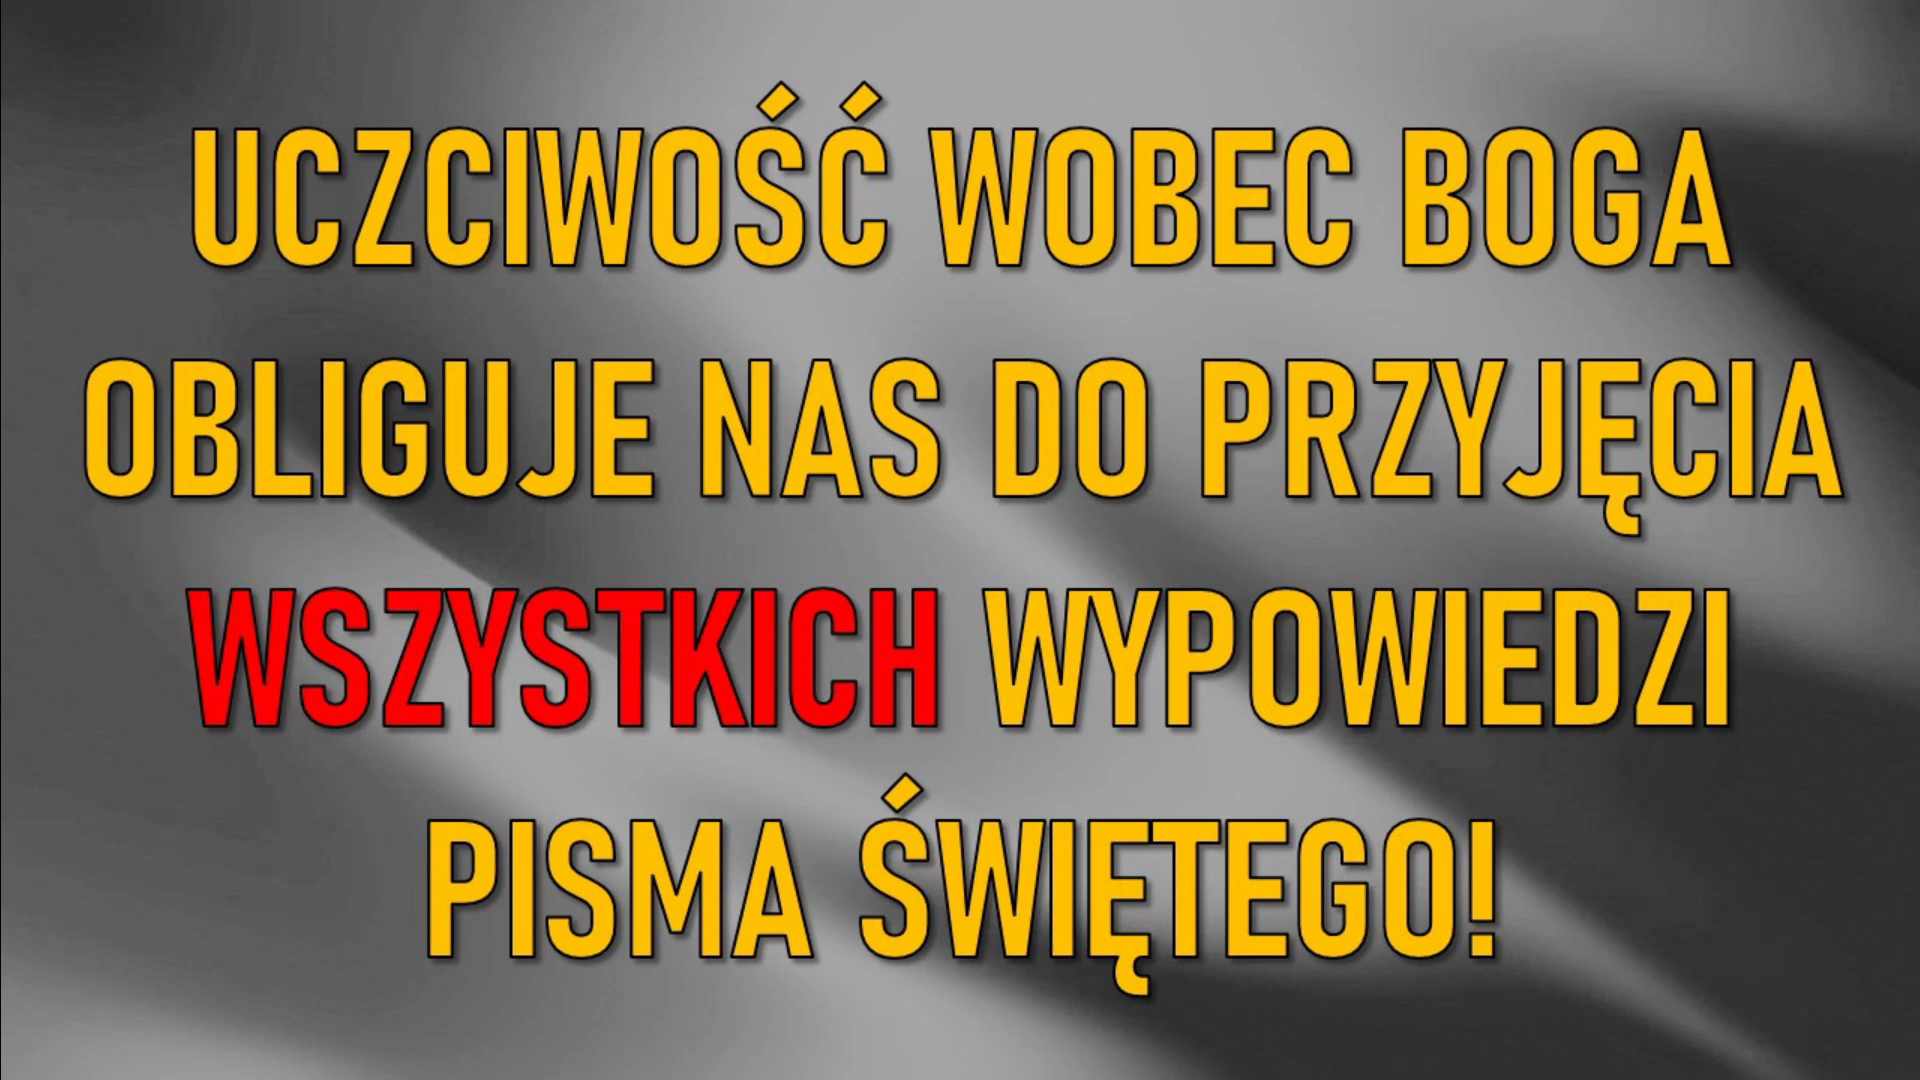 UCZCIWOŚĆ WOBEC BOGA
OBLIGUJE NAS DO PRZYJĘCIA
WSZYSTKICH WYPOWIEDZI
PISMA ŚWIĘTEGO!